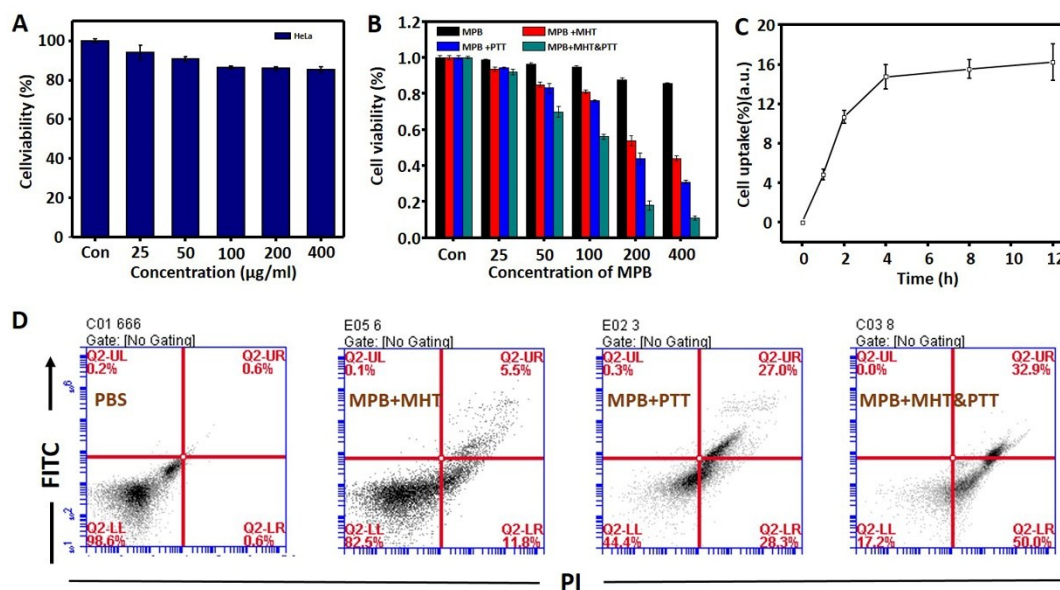 A
Cellviability (%)
100
80
60
40
20
0
HeLa
Con 25 50 100 200 400
Concentration (µg/ml)
B
Cell viability (%)
1.2
1.0
0.8
0.6
0.4
0.2
0.0
MPB MPB +MHT
MPB +PTT MPB+MHT&PTT
Con 25 50 100 200 400
Concentration of MPB
C
Cell uptake(%)(a.u.)
20
16
12
8
4
0
0 2 4 6 8 10 12
Time (h)
D
FITC
C01 666
Gate: [No Gating]
Q2-UL Q2-UR
0.2% 0.6%
PBS
Q2-LL Q2-LR
98.6% 0.6%
E05 6
Gate: [No Gating]
Q2-UL Q2-UR
0.1% 5.5%
MPB+MHT
Q2-LL Q2-LR
82.5% 11.8%
E02 3
Gate: [No Gating]
Q2-UL Q2-UR
0.3% 27.0%
MPB+PTT
Q2-LL Q2-LR
44.4% 28.3%
C03 8
Gate: [No Gating]
Q2-UL Q2-UR
0.0% 32.9%
MPB+MHT&PTT
Q2-LL Q2-LR
17.2% 50.0%
PI